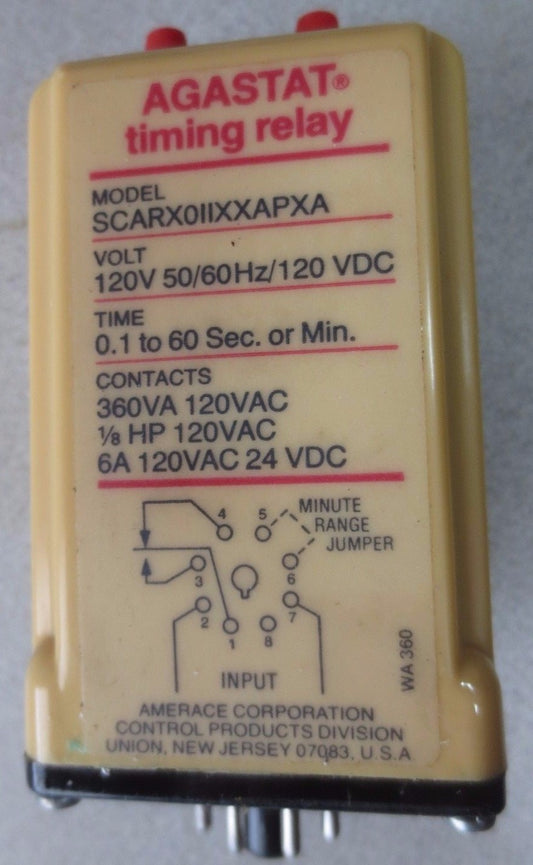 AGASTAT®
timing relay
MODEL
SCARX0IIXXAPXA
VOLT
120V 50/60Hz/120 VDC
TIME
0.1 to 60 Sec. or Min.
CONTACTS
360VA 120VAC
⅛ HP 120VAC
6A 120VAC 24 VDC
4 5 MINUTE
RANGE
JUMPER
3 6
2 7
1 8
INPUT
WA 360
AMERACE CORPORATION
CONTROL PRODUCTS DIVISION
UNION, NEW JERSEY 07083, U.S.A